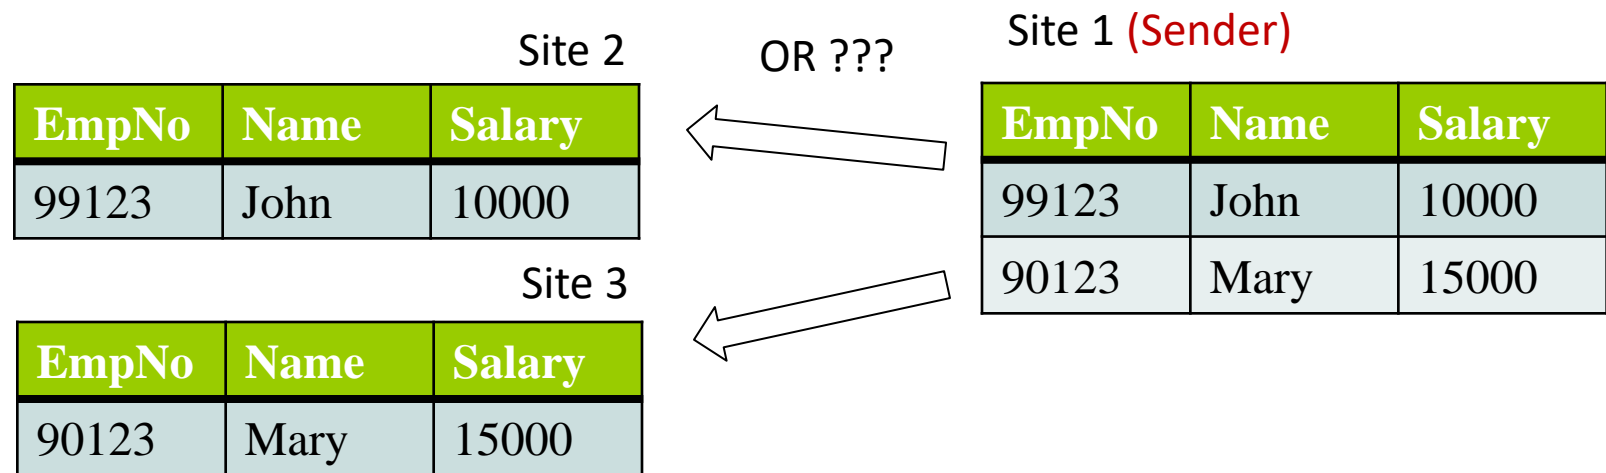 Site 2
EmpNo Name Salary
99123 John 10000
Site 3
EmpNo Name Salary
90123 Mary 15000
OR ???
Site 1 (Sender)
EmpNo Name Salary
99123 John 10000
90123 Mary 15000